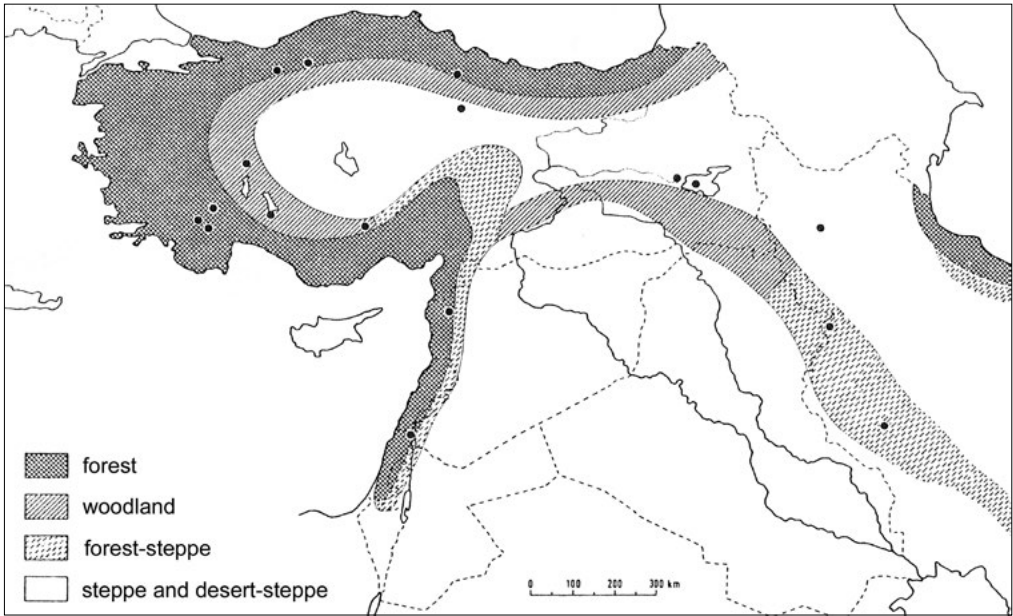 forest
woodland
forest-steppe
steppe and desert-steppe
0 100 200 300 km